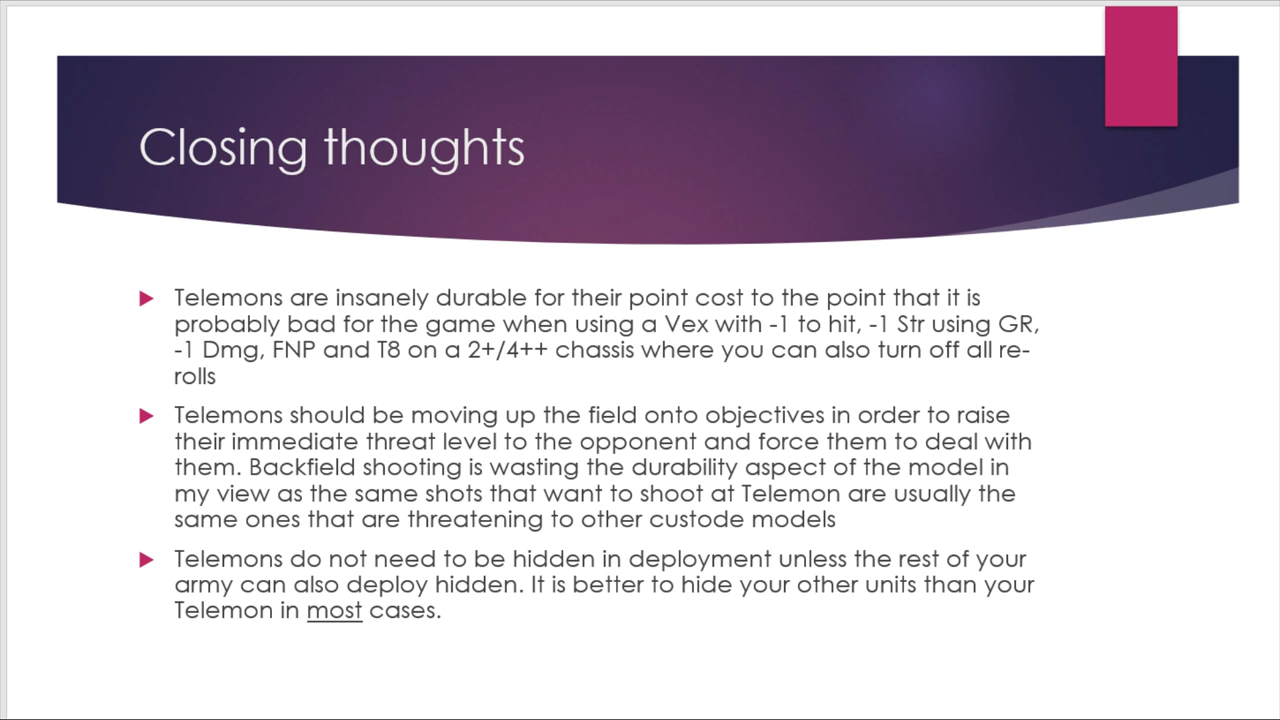 Closing thoughts
Telemons are insanely durable for their point cost to the point that it is
probably bad for the game when using a Vex with -1 to hit, -1 Str using GR,
-1 Dmg, FNP and T8 on a 2+/4++ chassis where you can also turn off all re-
rolls
Telemons should be moving up the field onto objectives in order to raise
their immediate threat level to the opponent and force them to deal with
them. Backfield shooting is wasting the durability aspect of the model in
my view as the same shots that want to shoot at Telemon are usually the
same ones that are threatening to other custode models
Telemons do not need to be hidden in deployment unless the rest of your
army can also deploy hidden. It is better to hide your other units than your
Telemon in most cases.